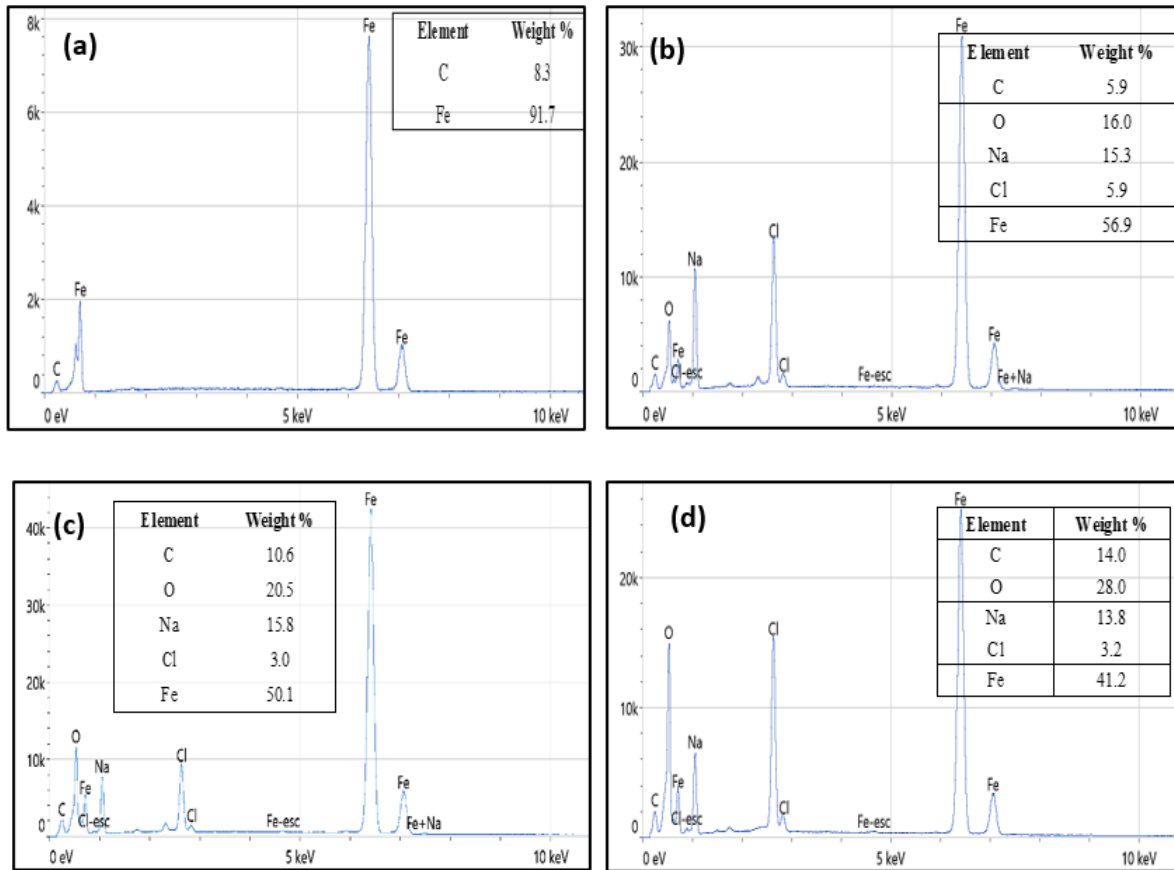 (a)
8k
6k
4k
2k
0
0 eV
5 keV
10 keV
C
Fe
Fe
Fe
Element Weight %
C 8.3
Fe 91.7
(b)
30k
20k
10k
0
0 eV
5 keV
10 keV
C
O
Fe
Cl-esc
Na
Cl
Cl
Fe-esc
Fe
Fe
Fe+Na
Element Weight %
C 5.9
O 16.0
Na 15.3
Cl 5.9
Fe 56.9
(c)
40k
30k
20k
10k
0
0 eV
5 keV
10 keV
C
O
Fe
Cl-esc
Na
Cl
Cl
Fe-esc
Fe
Fe
Fe+Na
Element Weight %
C 10.6
O 20.5
Na 15.8
Cl 3.0
Fe 50.1
(d)
20k
10k
0
0 eV
5 keV
10 keV
C
O
Fe
Cl-esc
Na
Cl
Cl
Fe-esc
Fe
Fe
Element Weight %
C 14.0
O 28.0
Na 13.8
Cl 3.2
Fe 41.2